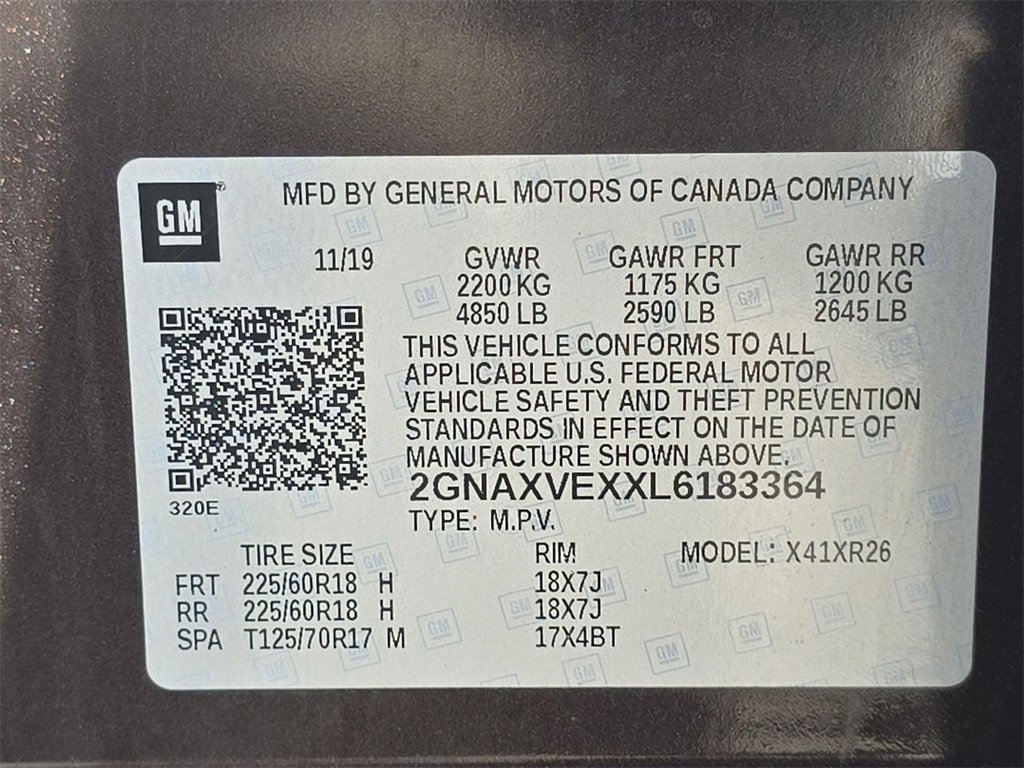 GM
MFD BY GENERAL MOTORS OF CANADA COMPANY
11/19 GVWR GAWR FRT GAWR RR
2200 KG 1175 KG 1200 KG
4850 LB 2590 LB 2645 LB
THIS VEHICLE CONFORMS TO ALL
APPLICABLE U.S. FEDERAL MOTOR
VEHICLE SAFETY AND THEFT PREVENTION
STANDARDS IN EFFECT ON THE DATE OF
MANUFACTURE SHOWN ABOVE.
2GNAXVEXXL6183364
320E
TYPE: M.P.V.
TIRE SIZE RIM MODEL: X41XR26
FRT 225/60R18 H 18X7J
RR 225/60R18 H 18X7J
SPA T125/70R17 M 17X4BT